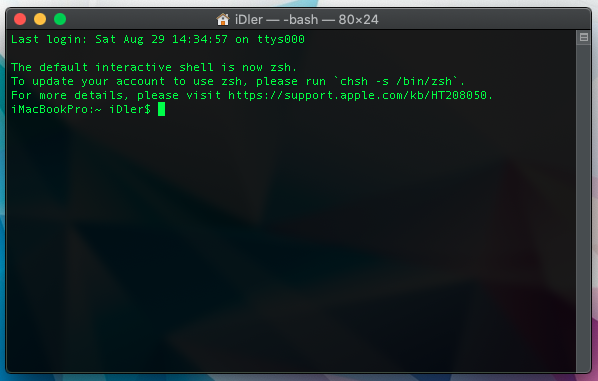 iDler — -bash — 80×24
Last login: Sat Aug 29 14:34:57 on ttys000
The default interactive shell is now zsh.
To update your account to use zsh, please run `chsh -s /bin/zsh`.
For more details, please visit https://support.apple.com/kb/HT208050.
iMacBookPro:~ iDler$